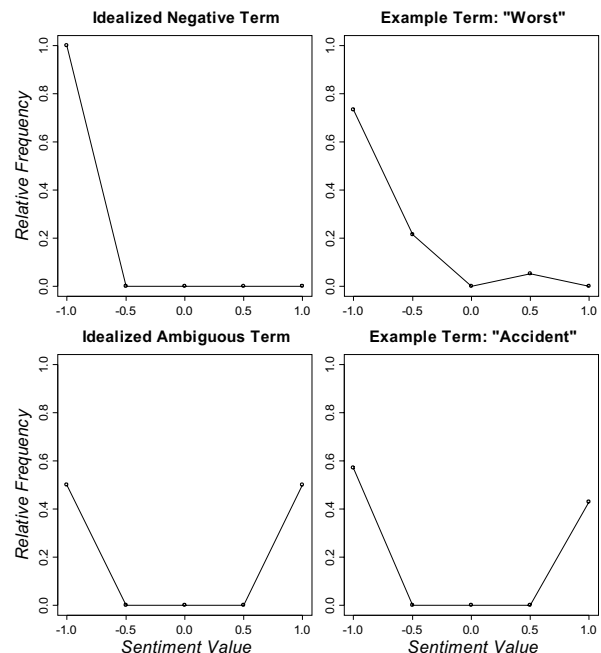 Idealized Negative Term
Relative Frequency
0.0 0.2 0.4 0.6 0.8 1.0
-1.0 -0.5 0.0 0.5 1.0
Example Term: "Worst"
0.0 0.2 0.4 0.6 0.8 1.0
-1.0 -0.5 0.0 0.5 1.0
Idealized Ambiguous Term
Relative Frequency
0.0 0.2 0.4 0.6 0.8 1.0
-1.0 -0.5 0.0 0.5 1.0
Sentiment Value
Example Term: "Accident"
0.0 0.2 0.4 0.6 0.8 1.0
-1.0 -0.5 0.0 0.5 1.0
Sentiment Value